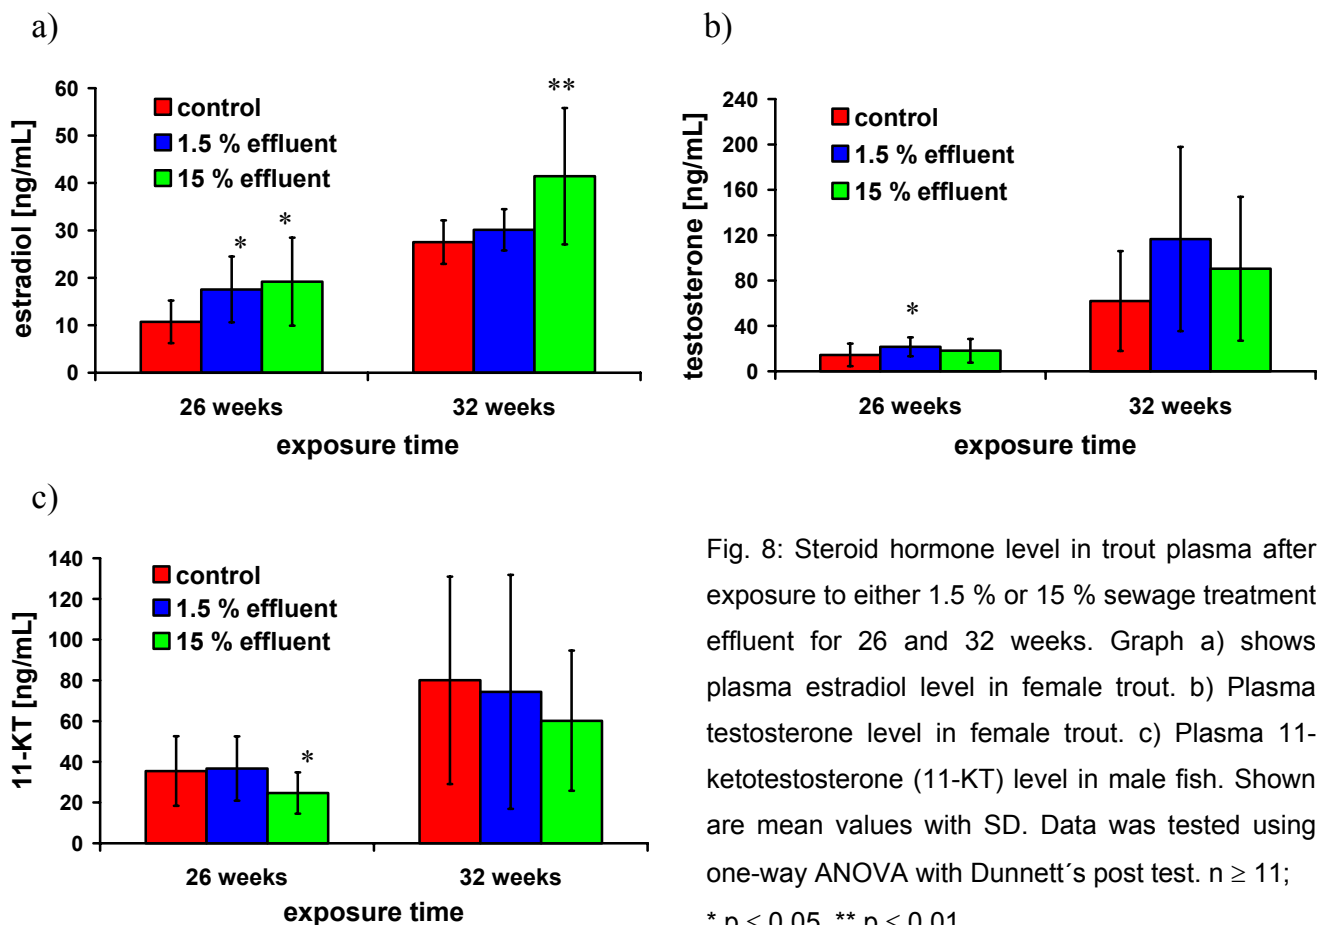 a)
60
50
40
30
20
10
0
estradiol [ng/mL]
control
1.5 % effluent
15 % effluent
*
*
**
26 weeks
32 weeks
exposure time
b)
240
200
160
120
80
40
0
testosterone [ng/mL]
control
1.5 % effluent
15 % effluent
*
26 weeks
32 weeks
exposure time
c)
140
120
100
80
60
40
20
0
11-KT [ng/mL]
control
1.5 % effluent
15 % effluent
*
26 weeks
32 weeks
exposure time
Fig. 8: Steroid hormone level in trout plasma after
exposure to either 1.5 % or 15 % sewage treatment
effluent for 26 and 32 weeks. Graph a) shows
plasma estradiol level in female trout. b) Plasma
testosterone level in female trout. c) Plasma 11-
ketotestosterone (11-KT) level in male fish. Shown
are mean values with SD. Data was tested using
one-way ANOVA with Dunnett´s post test. n ≥ 11;
* p < 0.05, ** p < 0.01